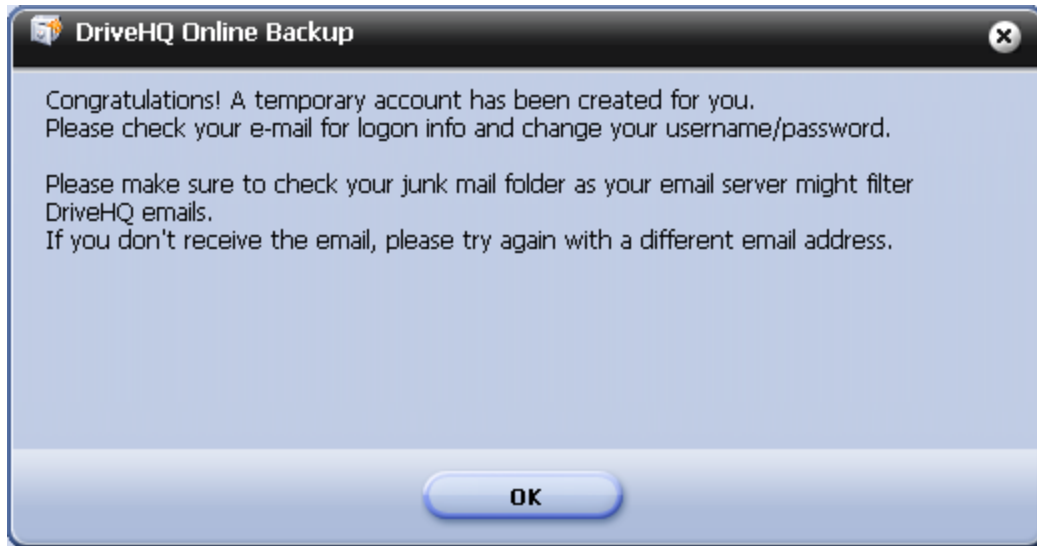 DriveHQ Online Backup
Congratulations! A temporary account has been created for you.
Please check your e-mail for logon info and change your username/password.
Please make sure to check your junk mail folder as your email server might filter
DriveHQ emails.
If you don't receive the email, please try again with a different email address.
OK